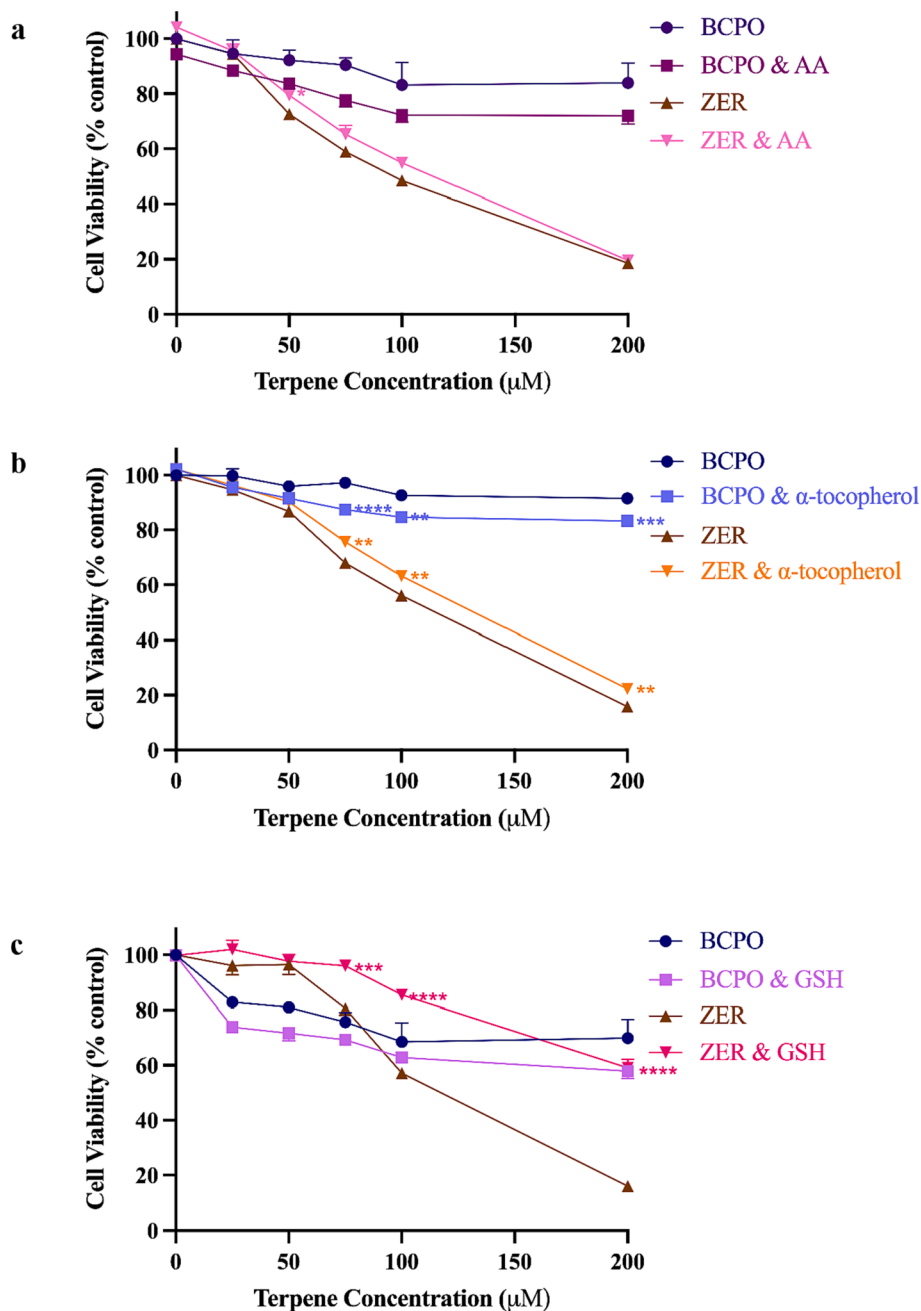 a
Cell Viability (% control)
100
80
60
40
20
0
*
0 50 100 150 200
Terpene Concentration (μM)
BCPO
BCPO & AA
ZER
ZER & AA
b
Cell Viability (% control)
100
80
60
40
20
0
**** ** ***
** ** **
0 50 100 150 200
Terpene Concentration (μM)
BCPO
BCPO & α-tocopherol
ZER
ZER & α-tocopherol
c
Cell Viability (% control)
100
80
60
40
20
0
*** **** ****
0 50 100 150 200
Terpene Concentration (μM)
BCPO
BCPO & GSH
ZER
ZER & GSH